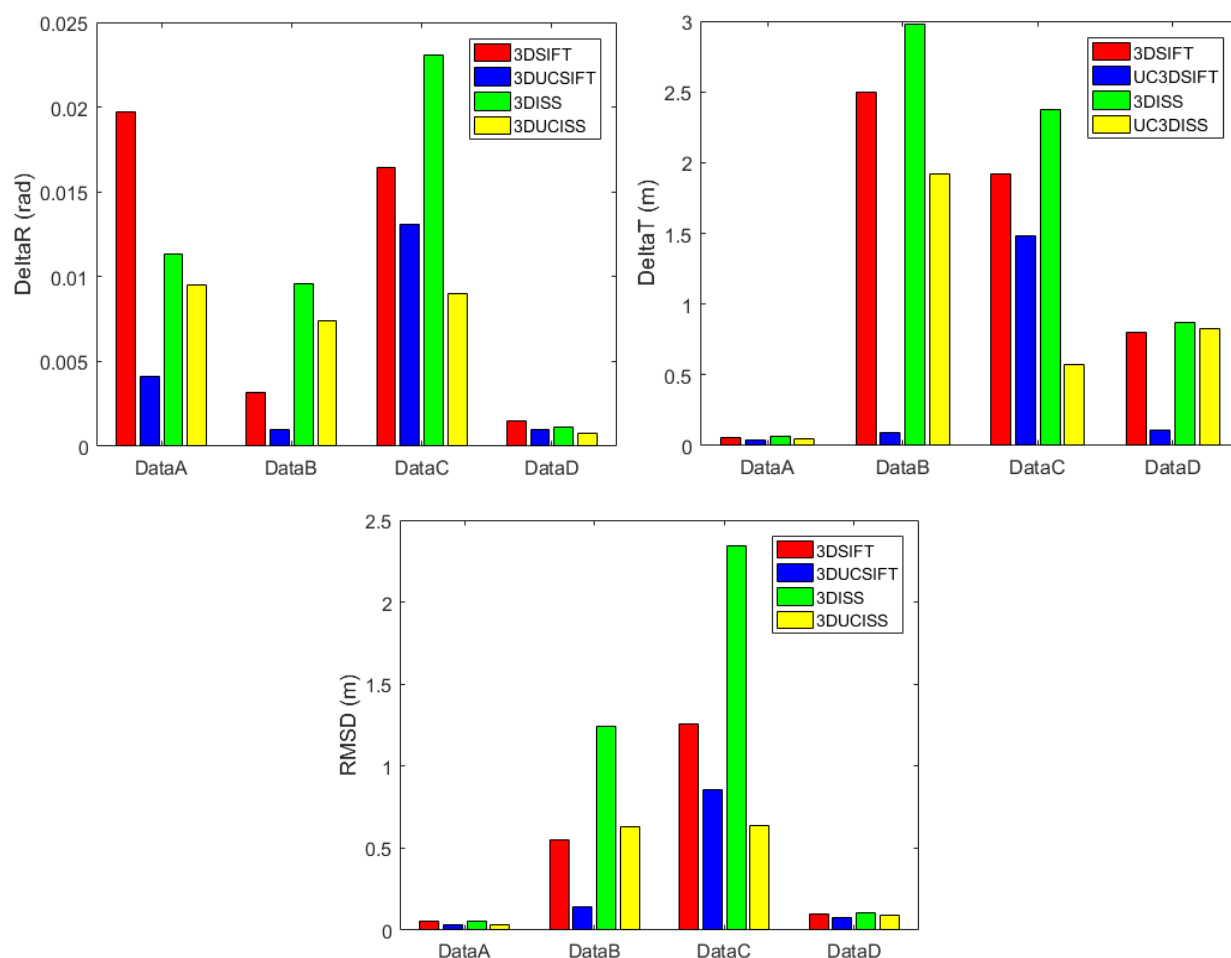 0.025
0.02
0.015
0.01
0.005
0
DeltaR (rad)
3DSIFT
3DUCSIFT
3DISS
3DUCISS
DataA DataB DataC DataD
3
2.5
2
1.5
1
0.5
0
DeltaT (m)
3DSIFT
UC3DSIFT
3DISS
UC3DISS
DataA DataB DataC DataD
2.5
2
1.5
1
0.5
0
RMSD (m)
3DSIFT
3DUCSIFT
3DISS
3DUCISS
DataA DataB DataC DataD